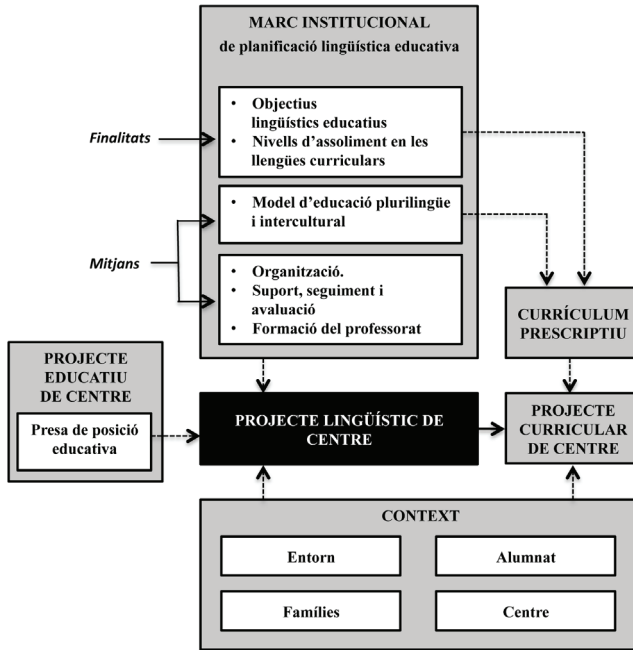 MARC INSTITUCIONAL
de planificació lingüística educativa
Finalitats
• Objectius
lingüístics educatius
• Nivells d'assoliment en les
llengües curriculars
• Model d'educació plurilingüe
i intercultural
Mitjans
• Organització.
• Suport, seguiment i
avaluació
• Formació del professorat
CURRÍCULUM
PRESCRIPTIU
PROJECTE
EDUCATIU
DE CENTRE
Presa de posició
educativa
PROJECTE LINGÜÍSTIC DE
CENTRE
PROJECTE
CURRICULAR
DE CENTRE
CONTEXT
Entorn
Alumnat
Famílies
Centre